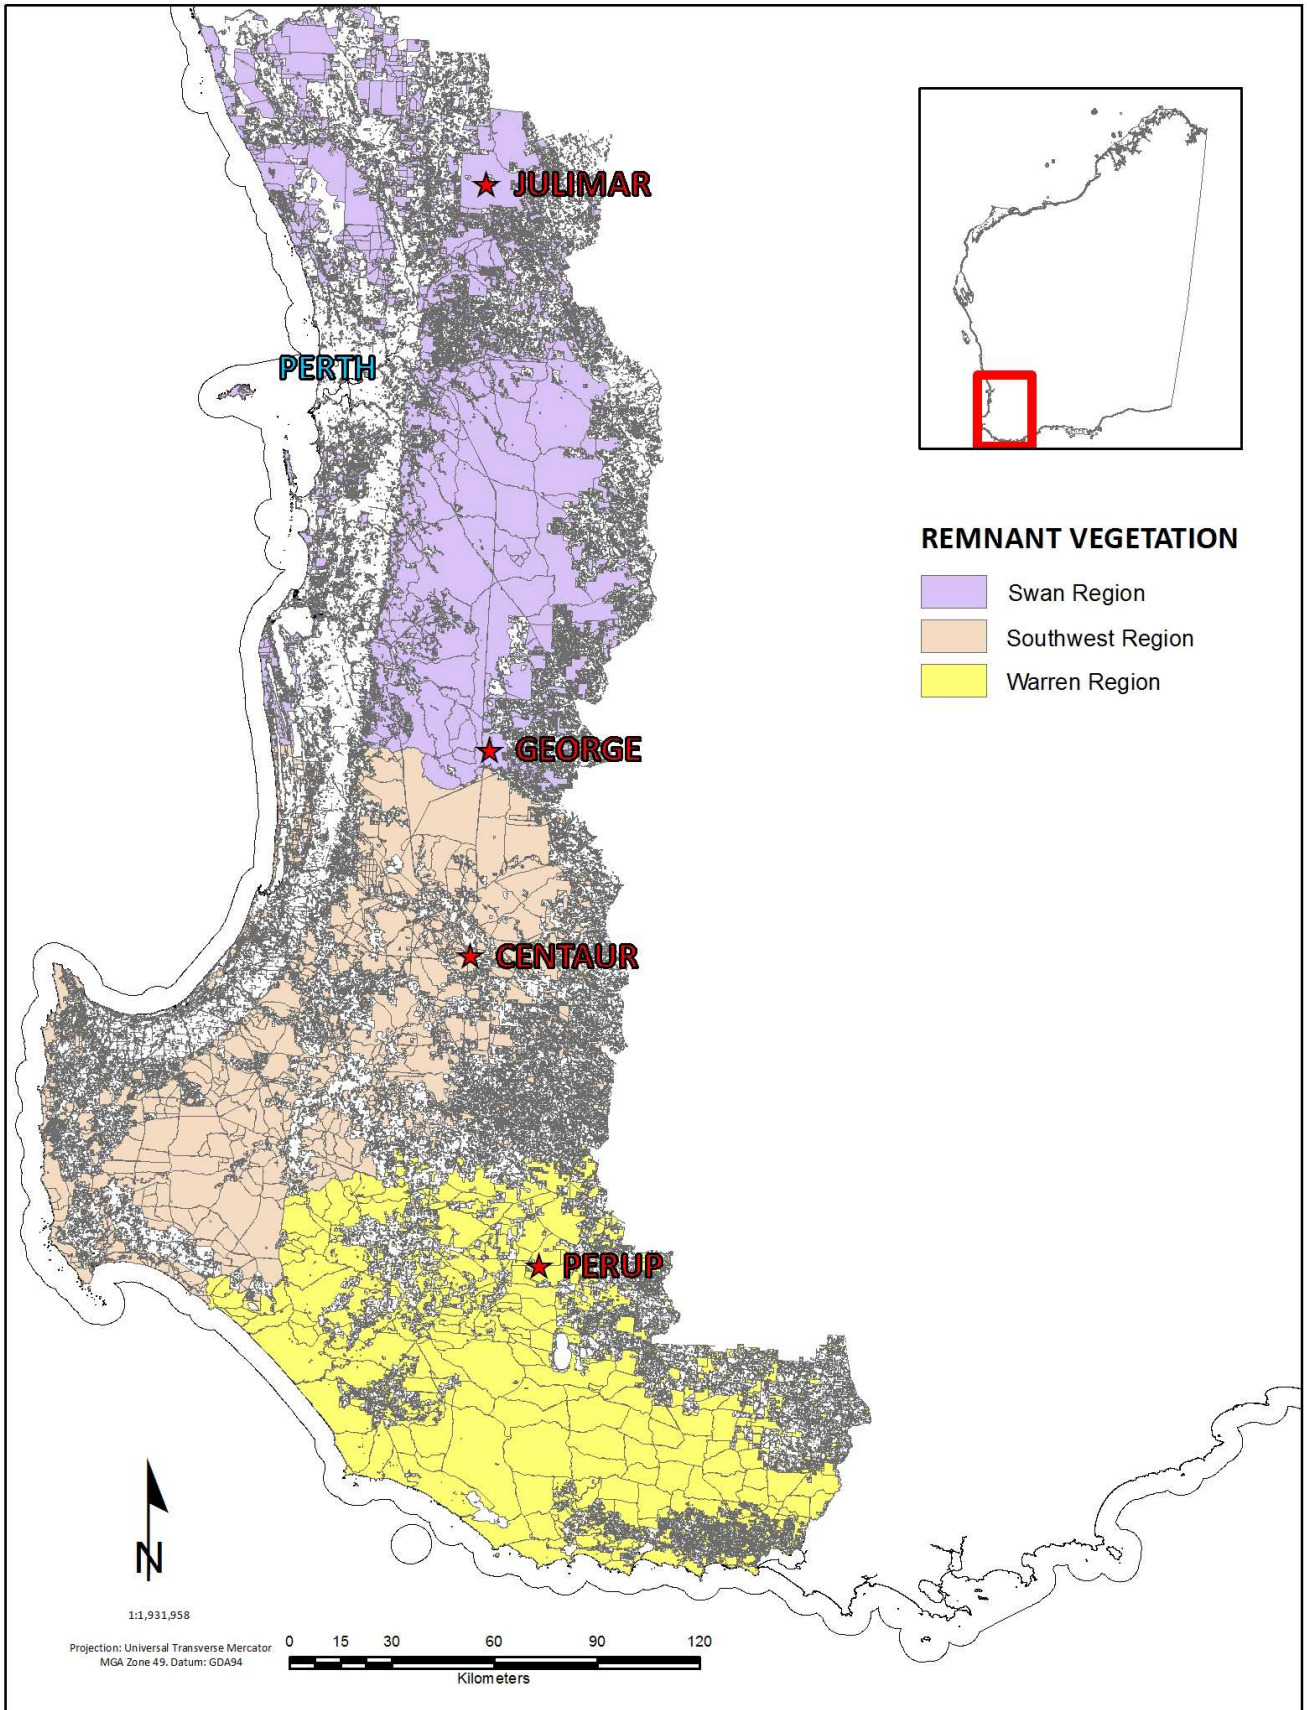 JULIMAR
PERTH
REMNANT VEGETATION
Swan Region
Southwest Region
Warren Region
GEORGE
CENTAUR
PERUP
N
1:1,931,958
Projection: Universal Transverse Mercator
MGA Zone 49. Datum: GDA94
0 15 30 60 90 120
Kilometers